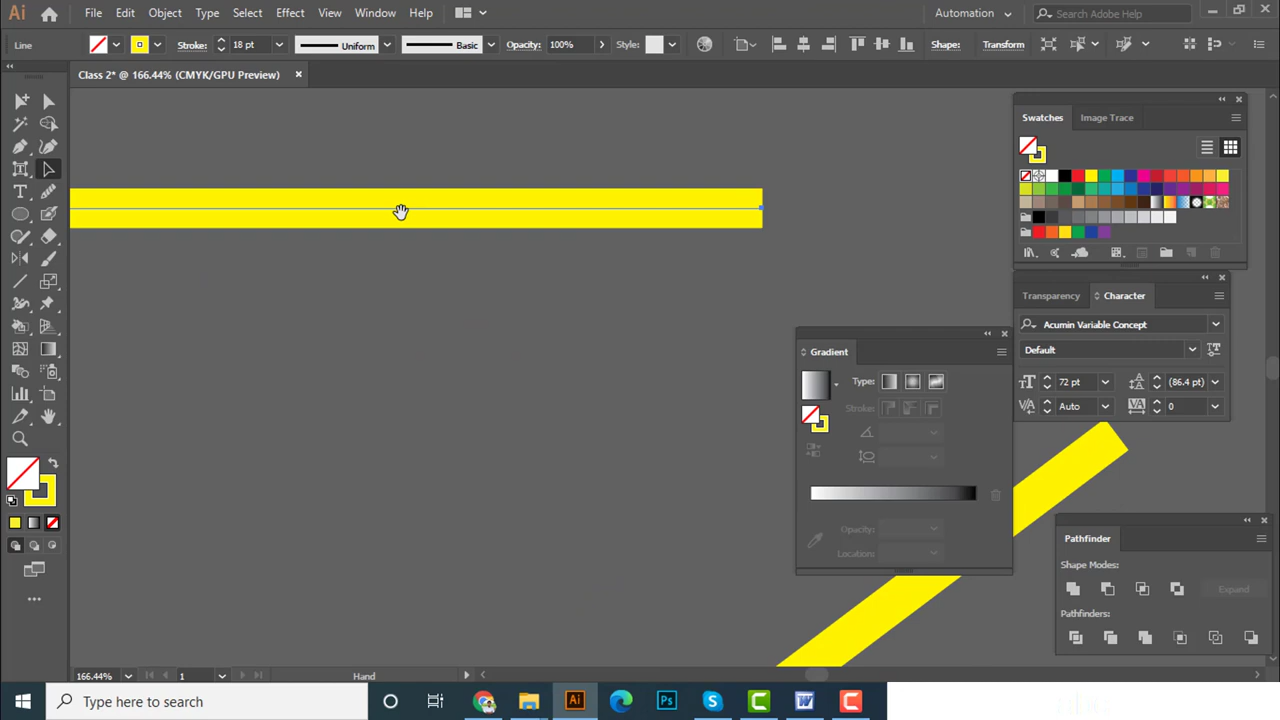 Ai File Edit Object Type Select Effect View Window Help Automation Search Adobe Help
Line Stroke: 18 pt Uniform Basic Opacity: 100% Style: Shape: Transform
Class 2* @ 166.44% (CMYK/GPU Preview)
Swatches Image Trace
Transparency Character
Acumin Variable Concept
Default
72 pt (86.4 pt)
Auto 0
Gradient
Type:
Stroke:
Opacity:
Location:
Pathfinder
Shape Modes:
Expand
Pathfinders:
166.44% 1 Hand
Type here to search